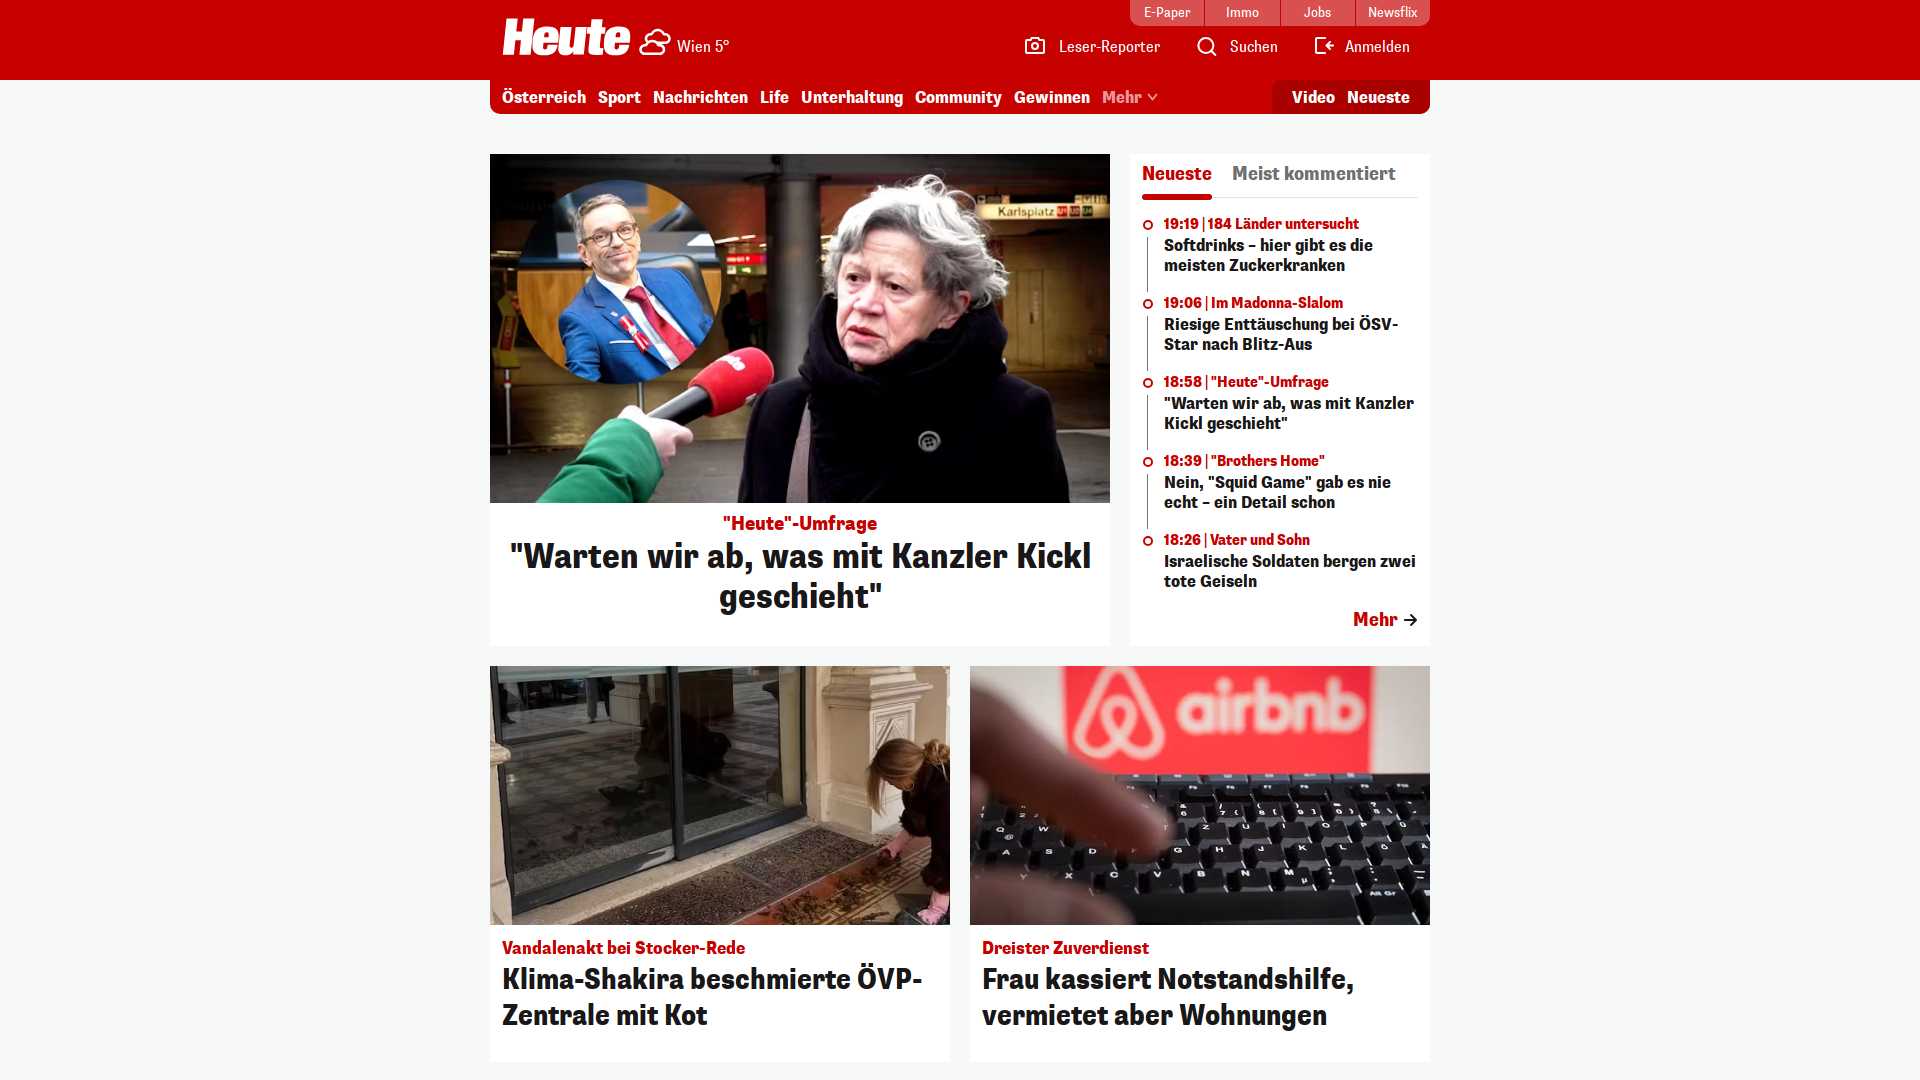 E-Paper
Immo
Jobs
Newsflix
Heute
Wien 5°
Leser-Reporter
Suchen
Anmelden
Österreich
Sport
Nachrichten
Life
Unterhaltung
Community
Gewinnen
Mehr
Video
Neueste
Karlsplatz
Heute
"Heute"-Umfrage
"Warten wir ab, was mit Kanzler Kickl
geschieht"
Neueste
Meist kommentiert
19:19 | 184 Länder untersucht
Softdrinks – hier gibt es die
meisten Zuckerkranken
19:06 | Im Madonna-Slalom
Riesige Enttäuschung bei ÖSV-
Star nach Blitz-Aus
18:58 | "Heute"-Umfrage
"Warten wir ab, was mit Kanzler
Kickl geschieht"
18:39 | "Brothers Home"
Nein, "Squid Game" gab es nie
echt – ein Detail schon
18:26 | Vater und Sohn
Israelische Soldaten bergen zwei
tote Geiseln
Mehr
Vandalenakt bei Stocker-Rede
Klima-Shakira beschmierte ÖVP-
Zentrale mit Kot
airbnb
Dreister Zuverdienst
Frau kassiert Notstandshilfe,
vermietet aber Wohnungen